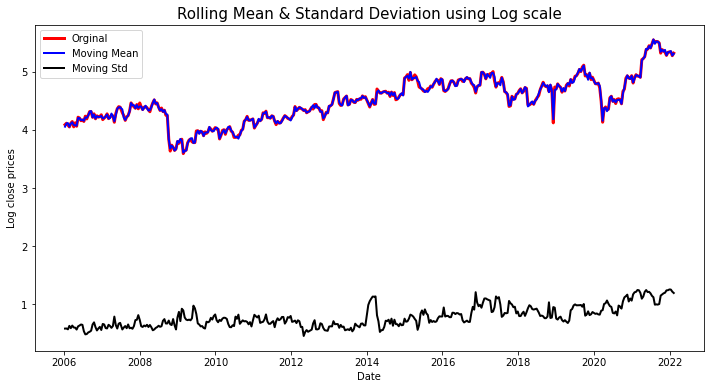 Rolling Mean & Standard Deviation using Log scale
Orginal
Moving Mean
Moving Std
Log close prices
5
4
3
2
1
2006 2008 2010 2012 2014 2016 2018 2020 2022
Date